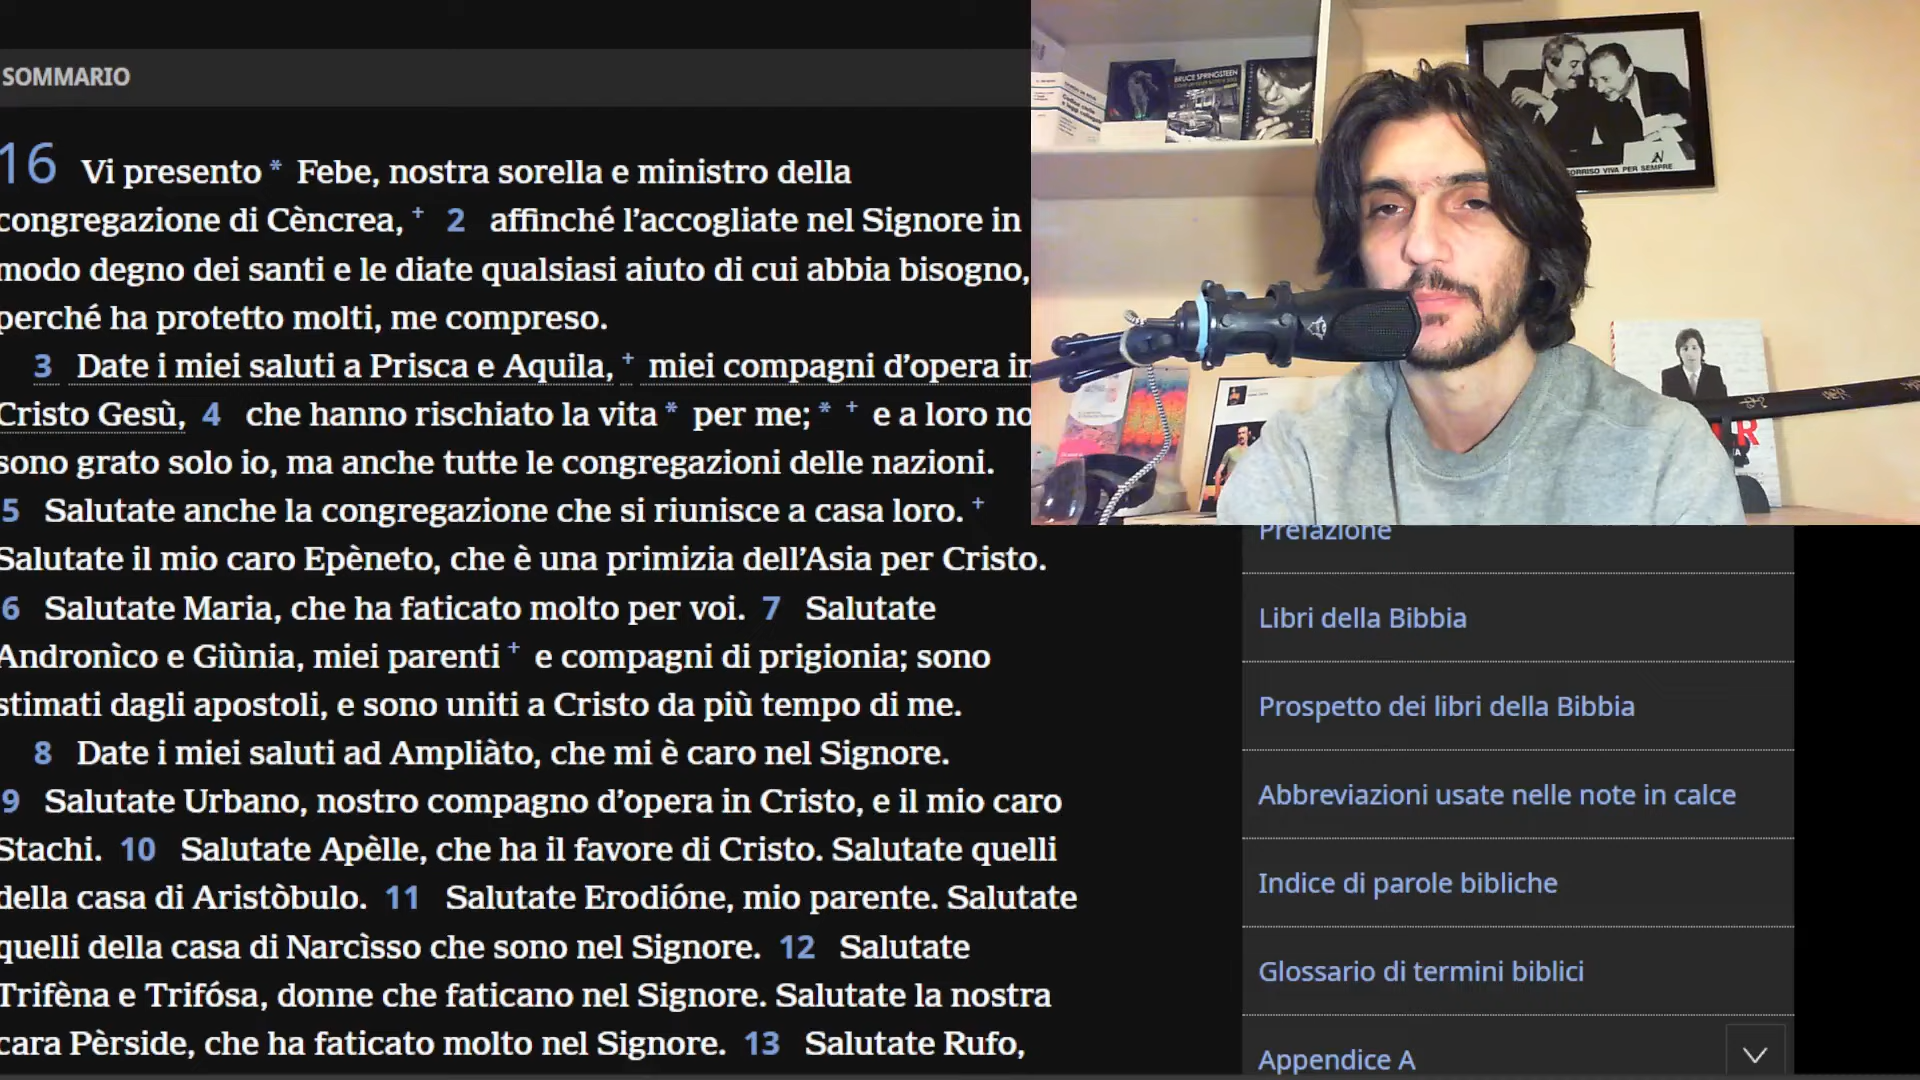 SOMMARIO
16 Vi presento * Febe, nostra sorella e ministro della
congregazione di Cèncrea, + 2 affinché l’accogliate nel Signore in
modo degno dei santi e le diate qualsiasi aiuto di cui abbia bisogno,
perché ha protetto molti, me compreso.
3 Date i miei saluti a Prisca e Aquila, + miei compagni d’opera in
Cristo Gesù, 4 che hanno rischiato la vita * per me; * + e a loro no
sono grato solo io, ma anche tutte le congregazioni delle nazioni.
5 Salutate anche la congregazione che si riunisce a casa loro. +
Salutate il mio caro Epèneto, che è una primizia dell’Asia per Cristo.
6 Salutate Maria, che ha faticato molto per voi. 7 Salutate
Andronìco e Giùnia, miei parenti + e compagni di prigionia; sono
stimati dagli apostoli, e sono uniti a Cristo da più tempo di me.
8 Date i miei saluti ad Ampliàto, che mi è caro nel Signore.
9 Salutate Urbano, nostro compagno d’opera in Cristo, e il mio caro
Stachi. 10 Salutate Apèlle, che ha il favore di Cristo. Salutate quelli
della casa di Aristòbulo. 11 Salutate Erodióne, mio parente. Salutate
quelli della casa di Narcìsso che sono nel Signore. 12 Salutate
Trifèna e Trifósa, donne che faticano nel Signore. Salutate la nostra
cara Pèrside, che ha faticato molto nel Signore. 13 Salutate Rufo,
BRUCE SPRINGSTEEN
SORRISO VIVA PER SEMPRE
Prefazione
Libri della Bibbia
Prospetto dei libri della Bibbia
Abbreviazioni usate nelle note in calce
Indice di parole bibliche
Glossario di termini biblici
Appendice A